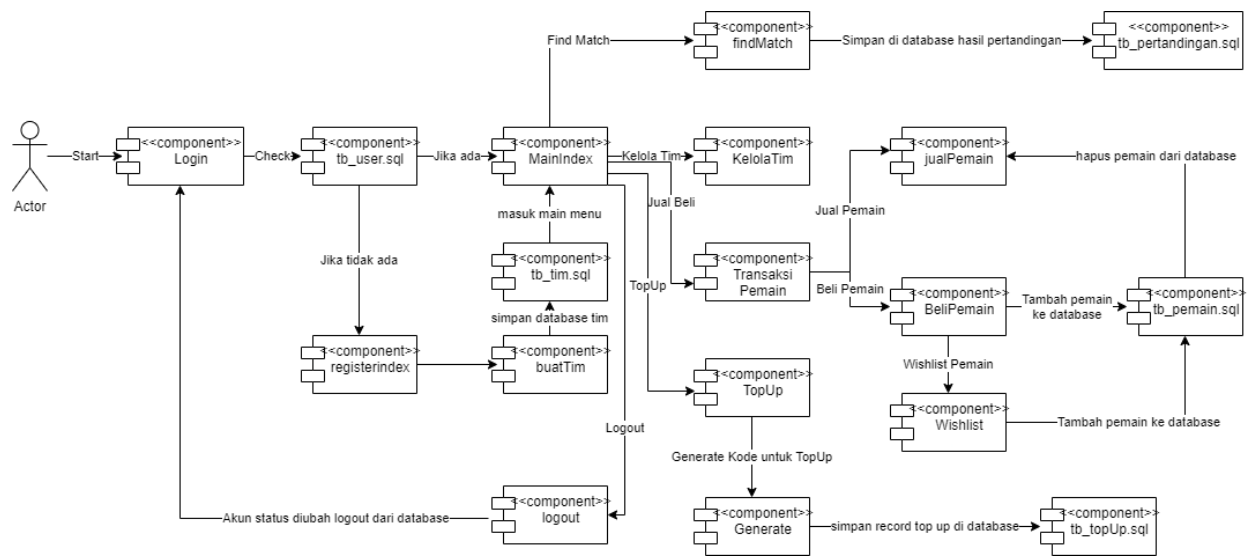 <<component>>
findMatch
Find Match
Simpan di database hasil pertandingan
<<component>>
tb_pertandingan.sql
Actor
Start
<<component>>
Login
Check
<<component>>
tb_user.sql
Jika ada
<<component>>
MainIndex
Kelola Tim
<<component>>
KelolaTim
<<component>>
jualPemain
hapus pemain dari database
masuk main menu
Jual Beli
Jual Pemain
Jika tidak ada
<<component>>
tb_tim.sql
TopUp
<<component>>
Transaksi
Pemain
Beli Pemain
<<component>>
BeliPemain
Tambah pemain
ke database
<<component>>
tb_pemain.sql
simpan database tim
<<component>>
registerindex
<<component>>
buatTim
Wishlist Pemain
<<component>>
TopUp
<<component>>
Wishlist
Tambah pemain ke database
Logout
Generate Kode untuk TopUp
Akun status diubah logout dari database
<<component>>
logout
<<component>>
Generate
simpan record top up di database
<<component>>
tb_topUp.sql